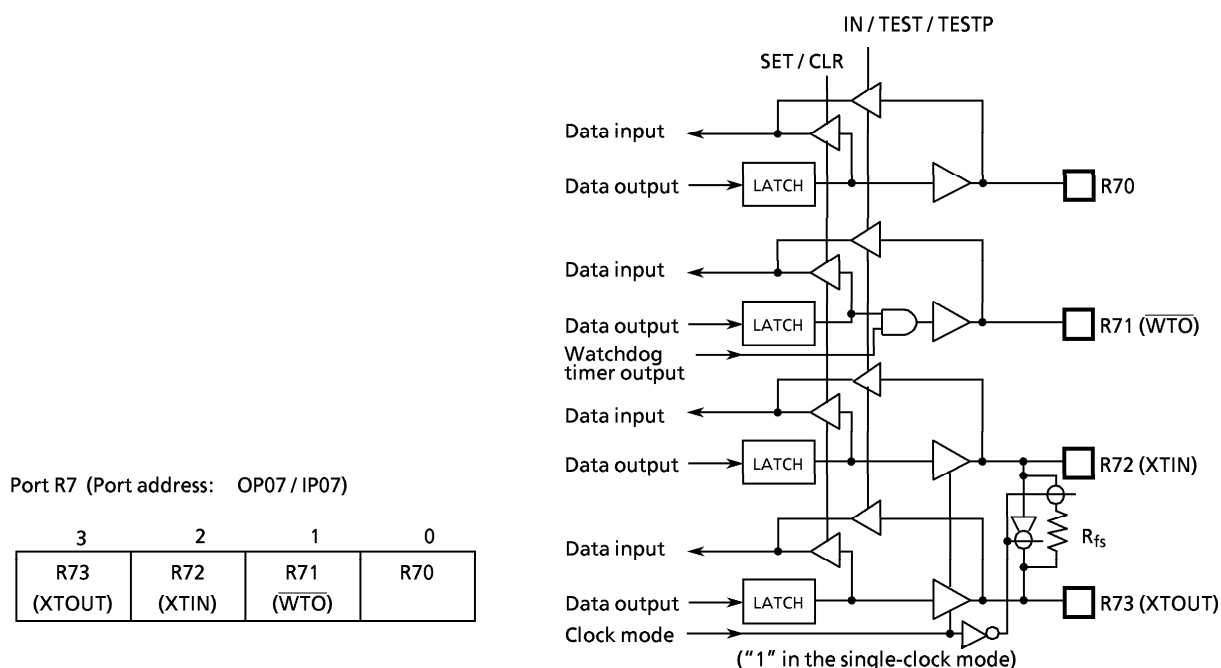 IN / TEST / TESTP
SET / CLR
Data input
Data output
LATCH
R70
Data input
Data output
LATCH
R71 (W̅T̅O̅)
Watchdog
timer output
Data input
Data output
LATCH
R72 (XTIN)
Rfs
Data input
Data output
LATCH
R73 (XTOUT)
Clock mode
("1" in the single-clock mode)
Port R7 (Port address: OP07 / IP07)
3 2 1 0
R73 R72 R71 R70
(XTOUT) (XTIN) (W̅T̅O̅)